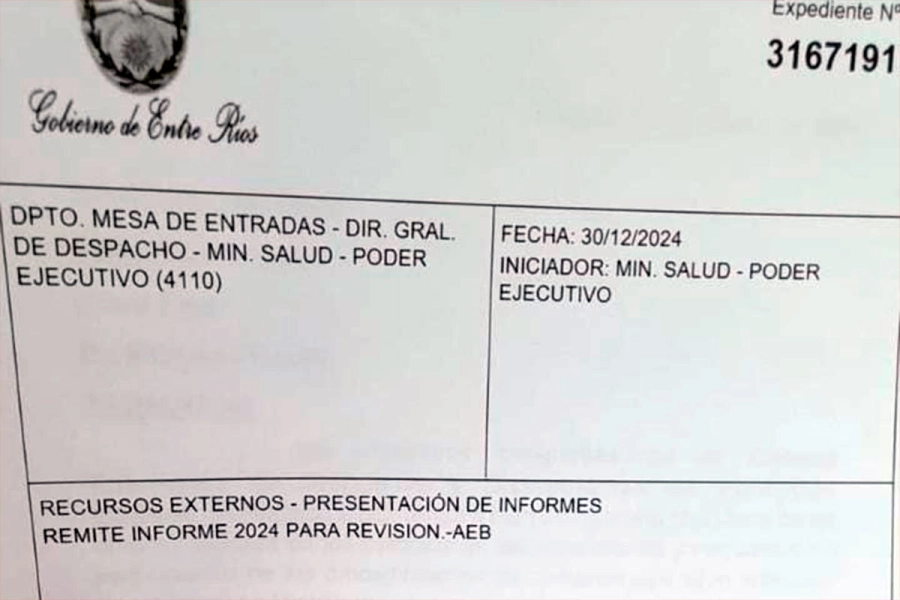 Expediente Nº
3167191
Gobierno de Entre Ríos
DPTO. MESA DE ENTRADAS - DIR. GRAL.
DE DESPACHO - MIN. SALUD - PODER
EJECUTIVO (4110)
FECHA: 30/12/2024
INICIADOR: MIN. SALUD - PODER
EJECUTIVO
RECURSOS EXTERNOS - PRESENTACIÓN DE INFORMES
REMITE INFORME 2024 PARA REVISION.-AEB